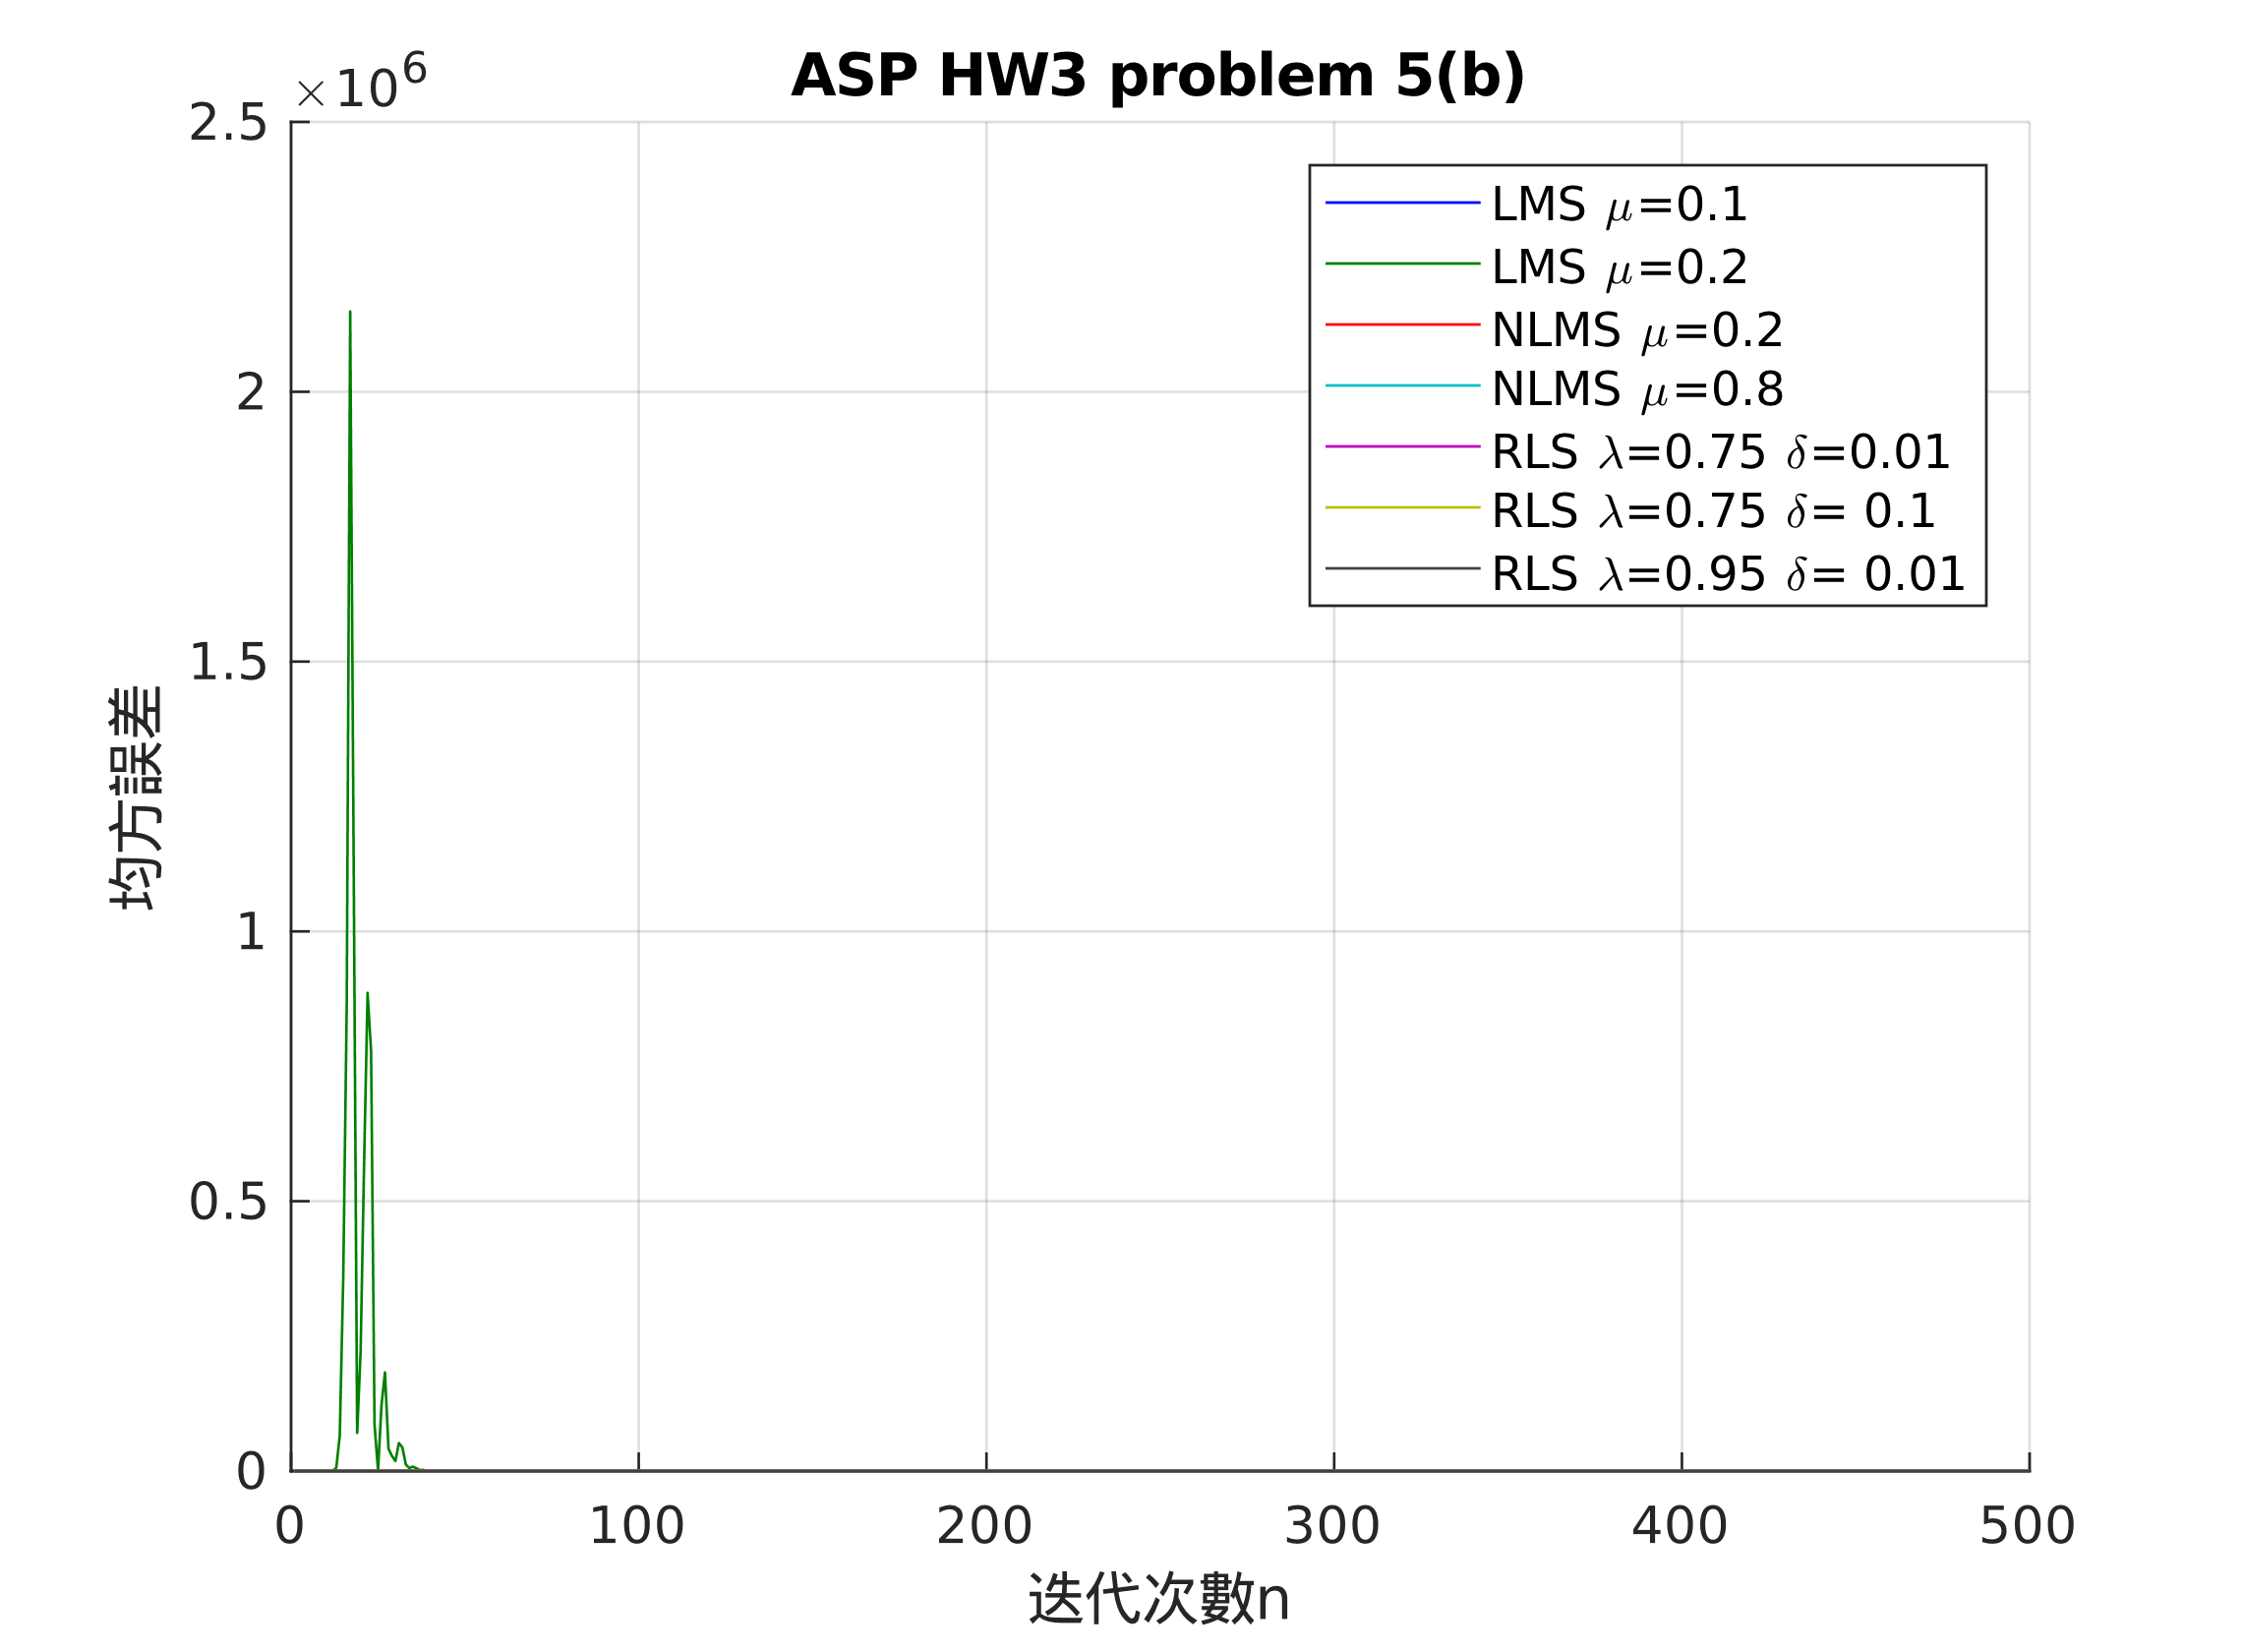 ASP HW3 problem 5(b)
×10⁶
2.5
2
1.5
1
0.5
0
均方誤差
LMS μ=0.1
LMS μ=0.2
NLMS μ=0.2
NLMS μ=0.8
RLS λ=0.75 δ=0.01
RLS λ=0.75 δ= 0.1
RLS λ=0.95 δ= 0.01
0 100 200 300 400 500
迭代次數n